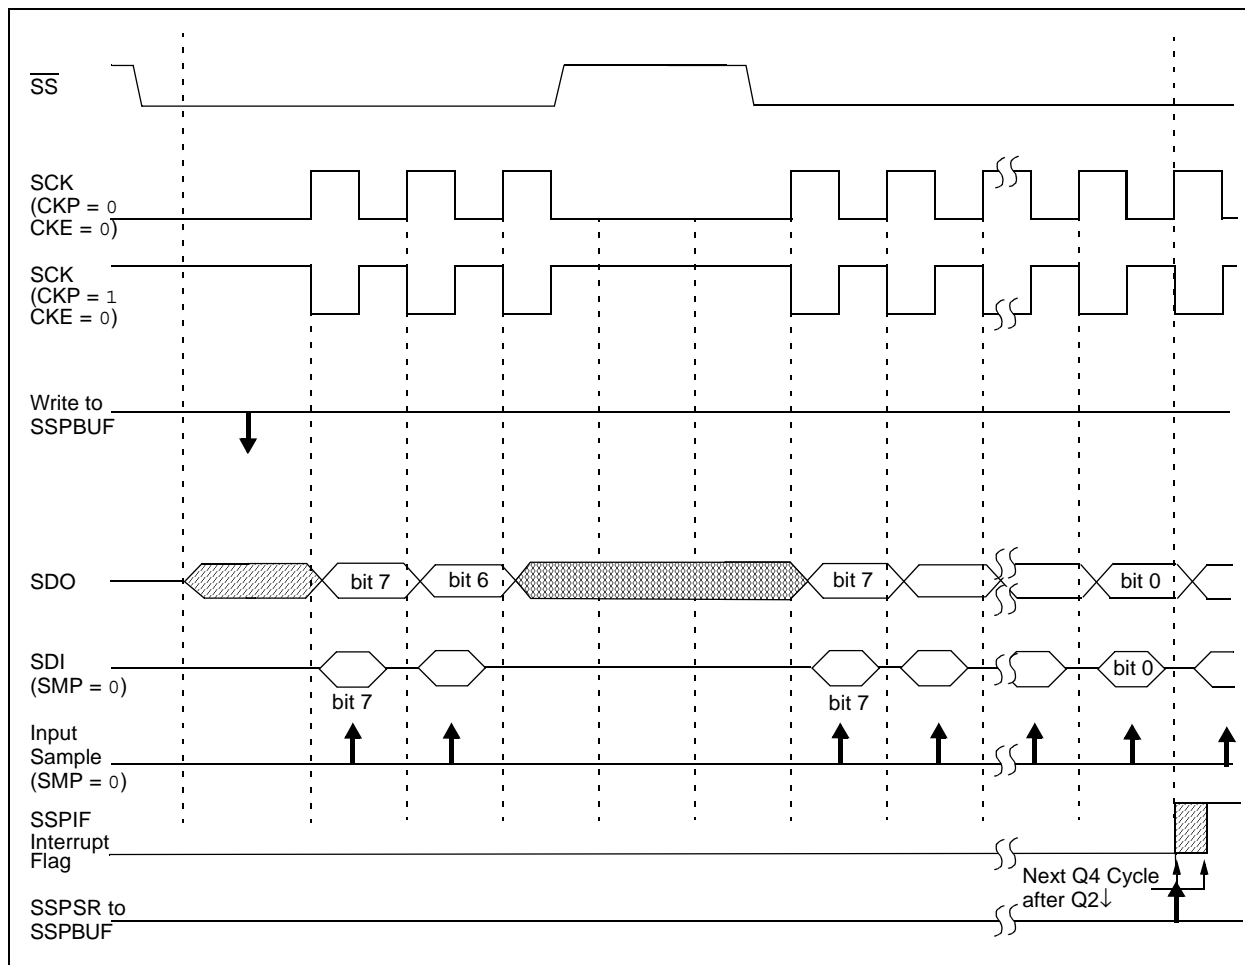 SS
SCK
(CKP = 0
CKE = 0)
SCK
(CKP = 1
CKE = 0)
Write to
SSPBUF
SDO
bit 7
bit 6
bit 7
bit 0
SDI
(SMP = 0)
bit 7
bit 7
bit 0
Input
Sample
(SMP = 0)
SSPIF
Interrupt
Flag
Next Q4 Cycle
after Q2↓
SSPSR to
SSPBUF